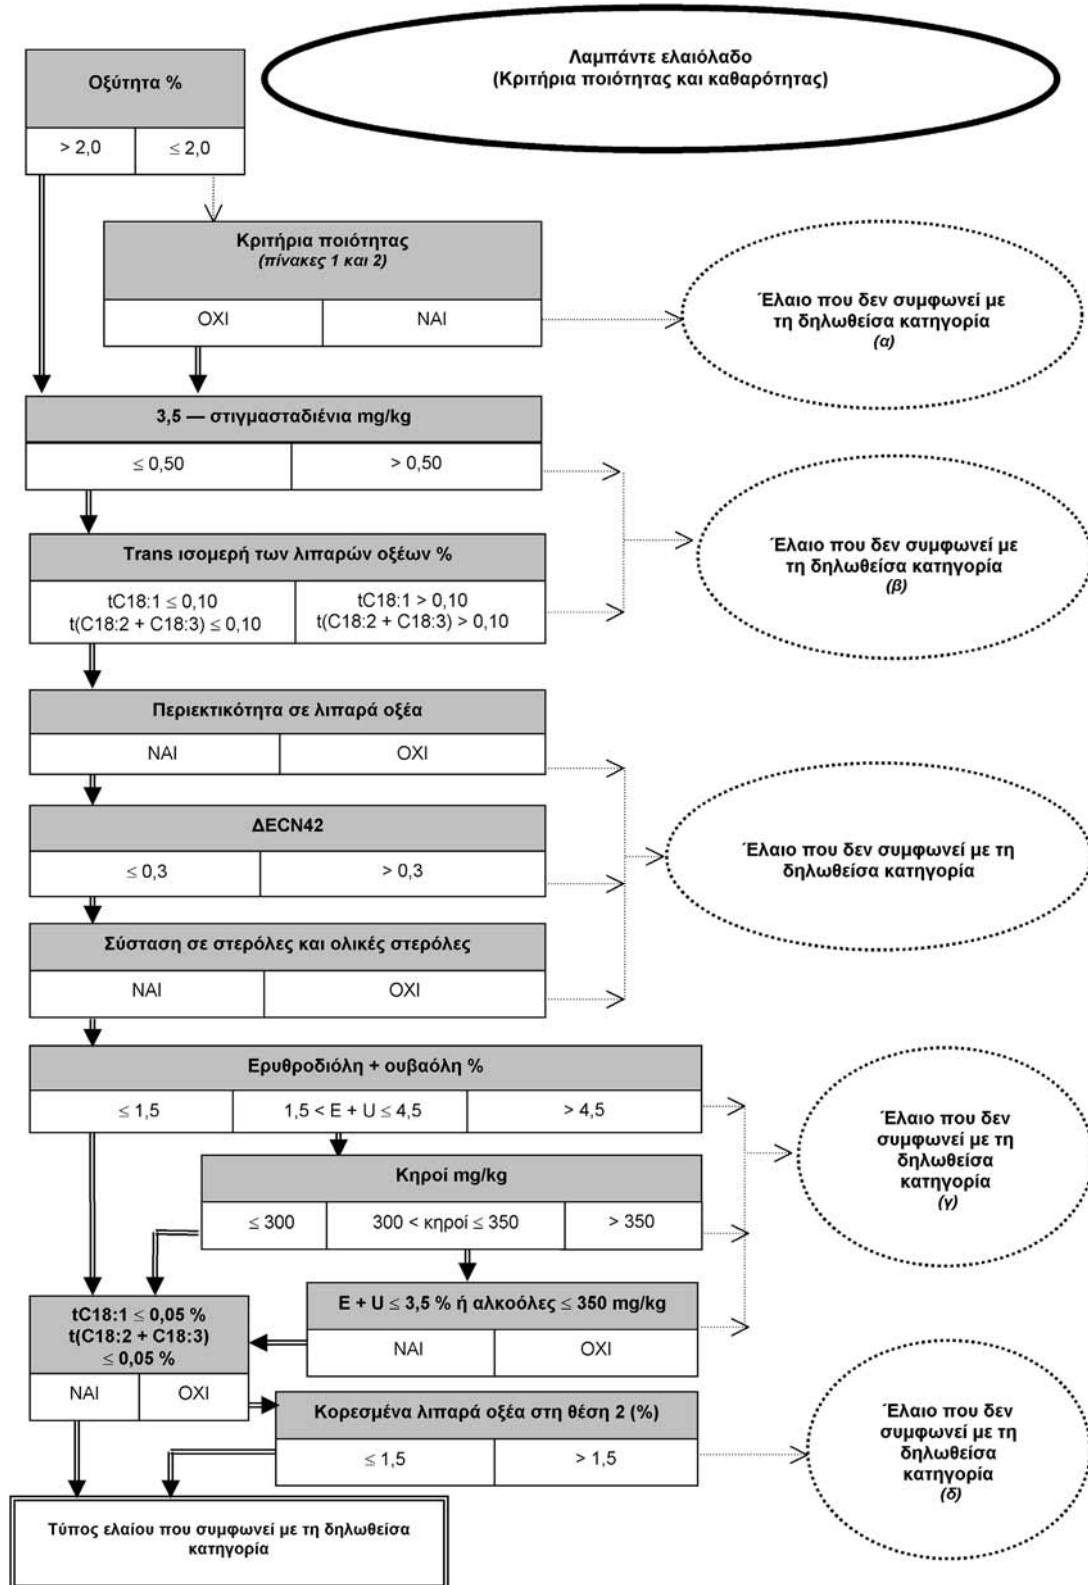 Λαμπάντε ελαιόλαδο
(Κριτήρια ποιότητας και καθαρότητας)
Οξύτητα %
> 2,0 ≤ 2,0
Κριτήρια ποιότητας
(πίνακες 1 και 2)
ΟΧΙ ΝΑΙ
Έλαιο που δεν συμφωνεί με
τη δηλωθείσα κατηγορία
(α)
3,5 — στιγμασταδιένια mg/kg
≤ 0,50 > 0,50
Trans ισομερή των λιπαρών οξέων %
tC18:1 ≤ 0,10 tC18:1 > 0,10
t(C18:2 + C18:3) ≤ 0,10 t(C18:2 + C18:3) > 0,10
Έλαιο που δεν συμφωνεί με
τη δηλωθείσα κατηγορία
(β)
Περιεκτικότητα σε λιπαρά οξέα
ΝΑΙ ΟΧΙ
ΔECN42
≤ 0,3 > 0,3
Έλαιο που δεν συμφωνεί με τη
δηλωθείσα κατηγορία
Σύσταση σε στερόλες και ολικές στερόλες
ΝΑΙ ΟΧΙ
Ερυθροδιόλη + ουβαόλη %
≤ 1,5 1,5 < E + U ≤ 4,5 > 4,5
Έλαιο που δεν
συμφωνεί με τη
δηλωθείσα
κατηγορία
(γ)
Κηροί mg/kg
≤ 300 300 < κηροί ≤ 350 > 350
tC18:1 ≤ 0,05 %
t(C18:2 + C18:3)
≤ 0,05 %
ΝΑΙ ΟΧΙ
E + U ≤ 3,5 % ή αλκοόλες ≤ 350 mg/kg
ΝΑΙ ΟΧΙ
Κορεσμένα λιπαρά οξέα στη θέση 2 (%)
≤ 1,5 > 1,5
Έλαιο που δεν
συμφωνεί με τη
δηλωθείσα
κατηγορία
(δ)
Τύπος ελαίου που συμφωνεί με τη δηλωθείσα
κατηγορία